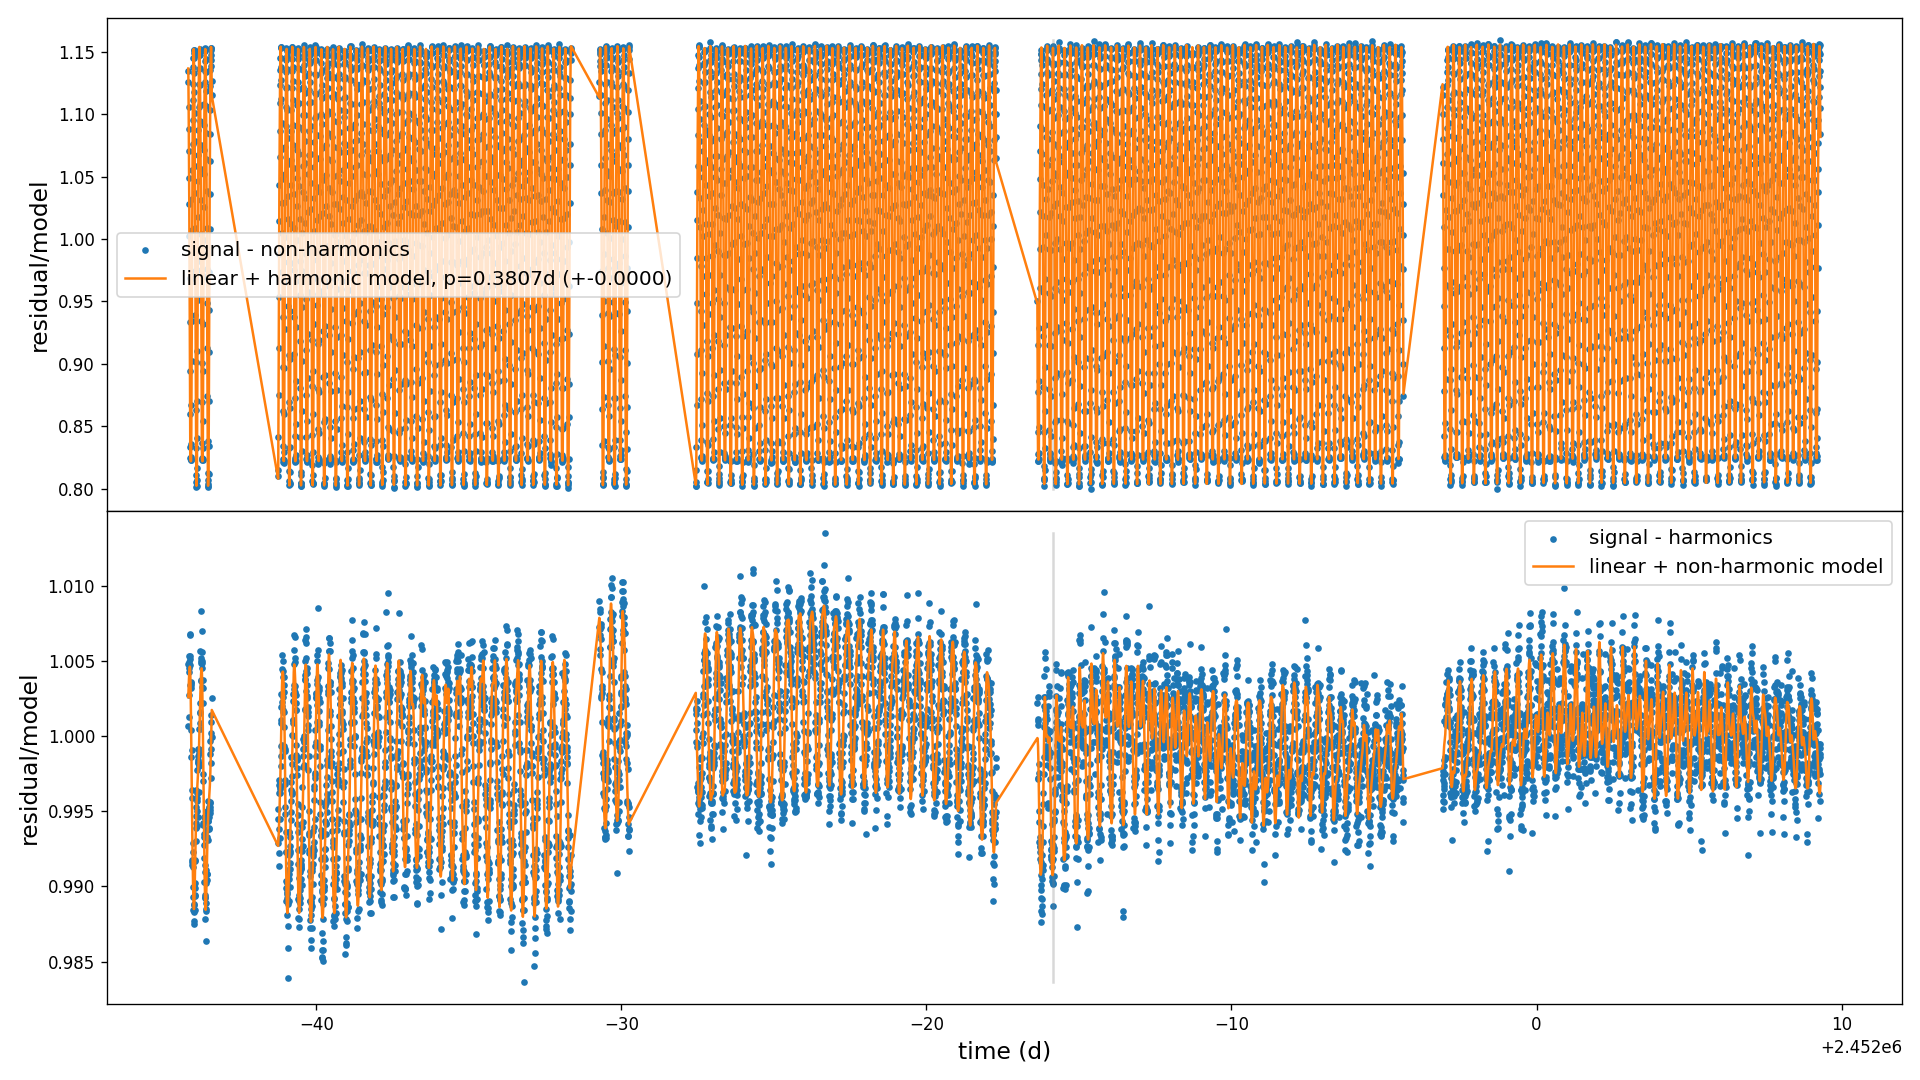 1.15
1.10
1.05
1.00
0.95
0.90
0.85
0.80
residual/model
signal - non-harmonics
linear + harmonic model, p=0.3807d (+-0.0000)
signal - harmonics
linear + non-harmonic model
1.010
1.005
1.000
0.995
0.990
0.985
residual/model
−40
−30
−20
−10
0
10
+2.452e6
time (d)